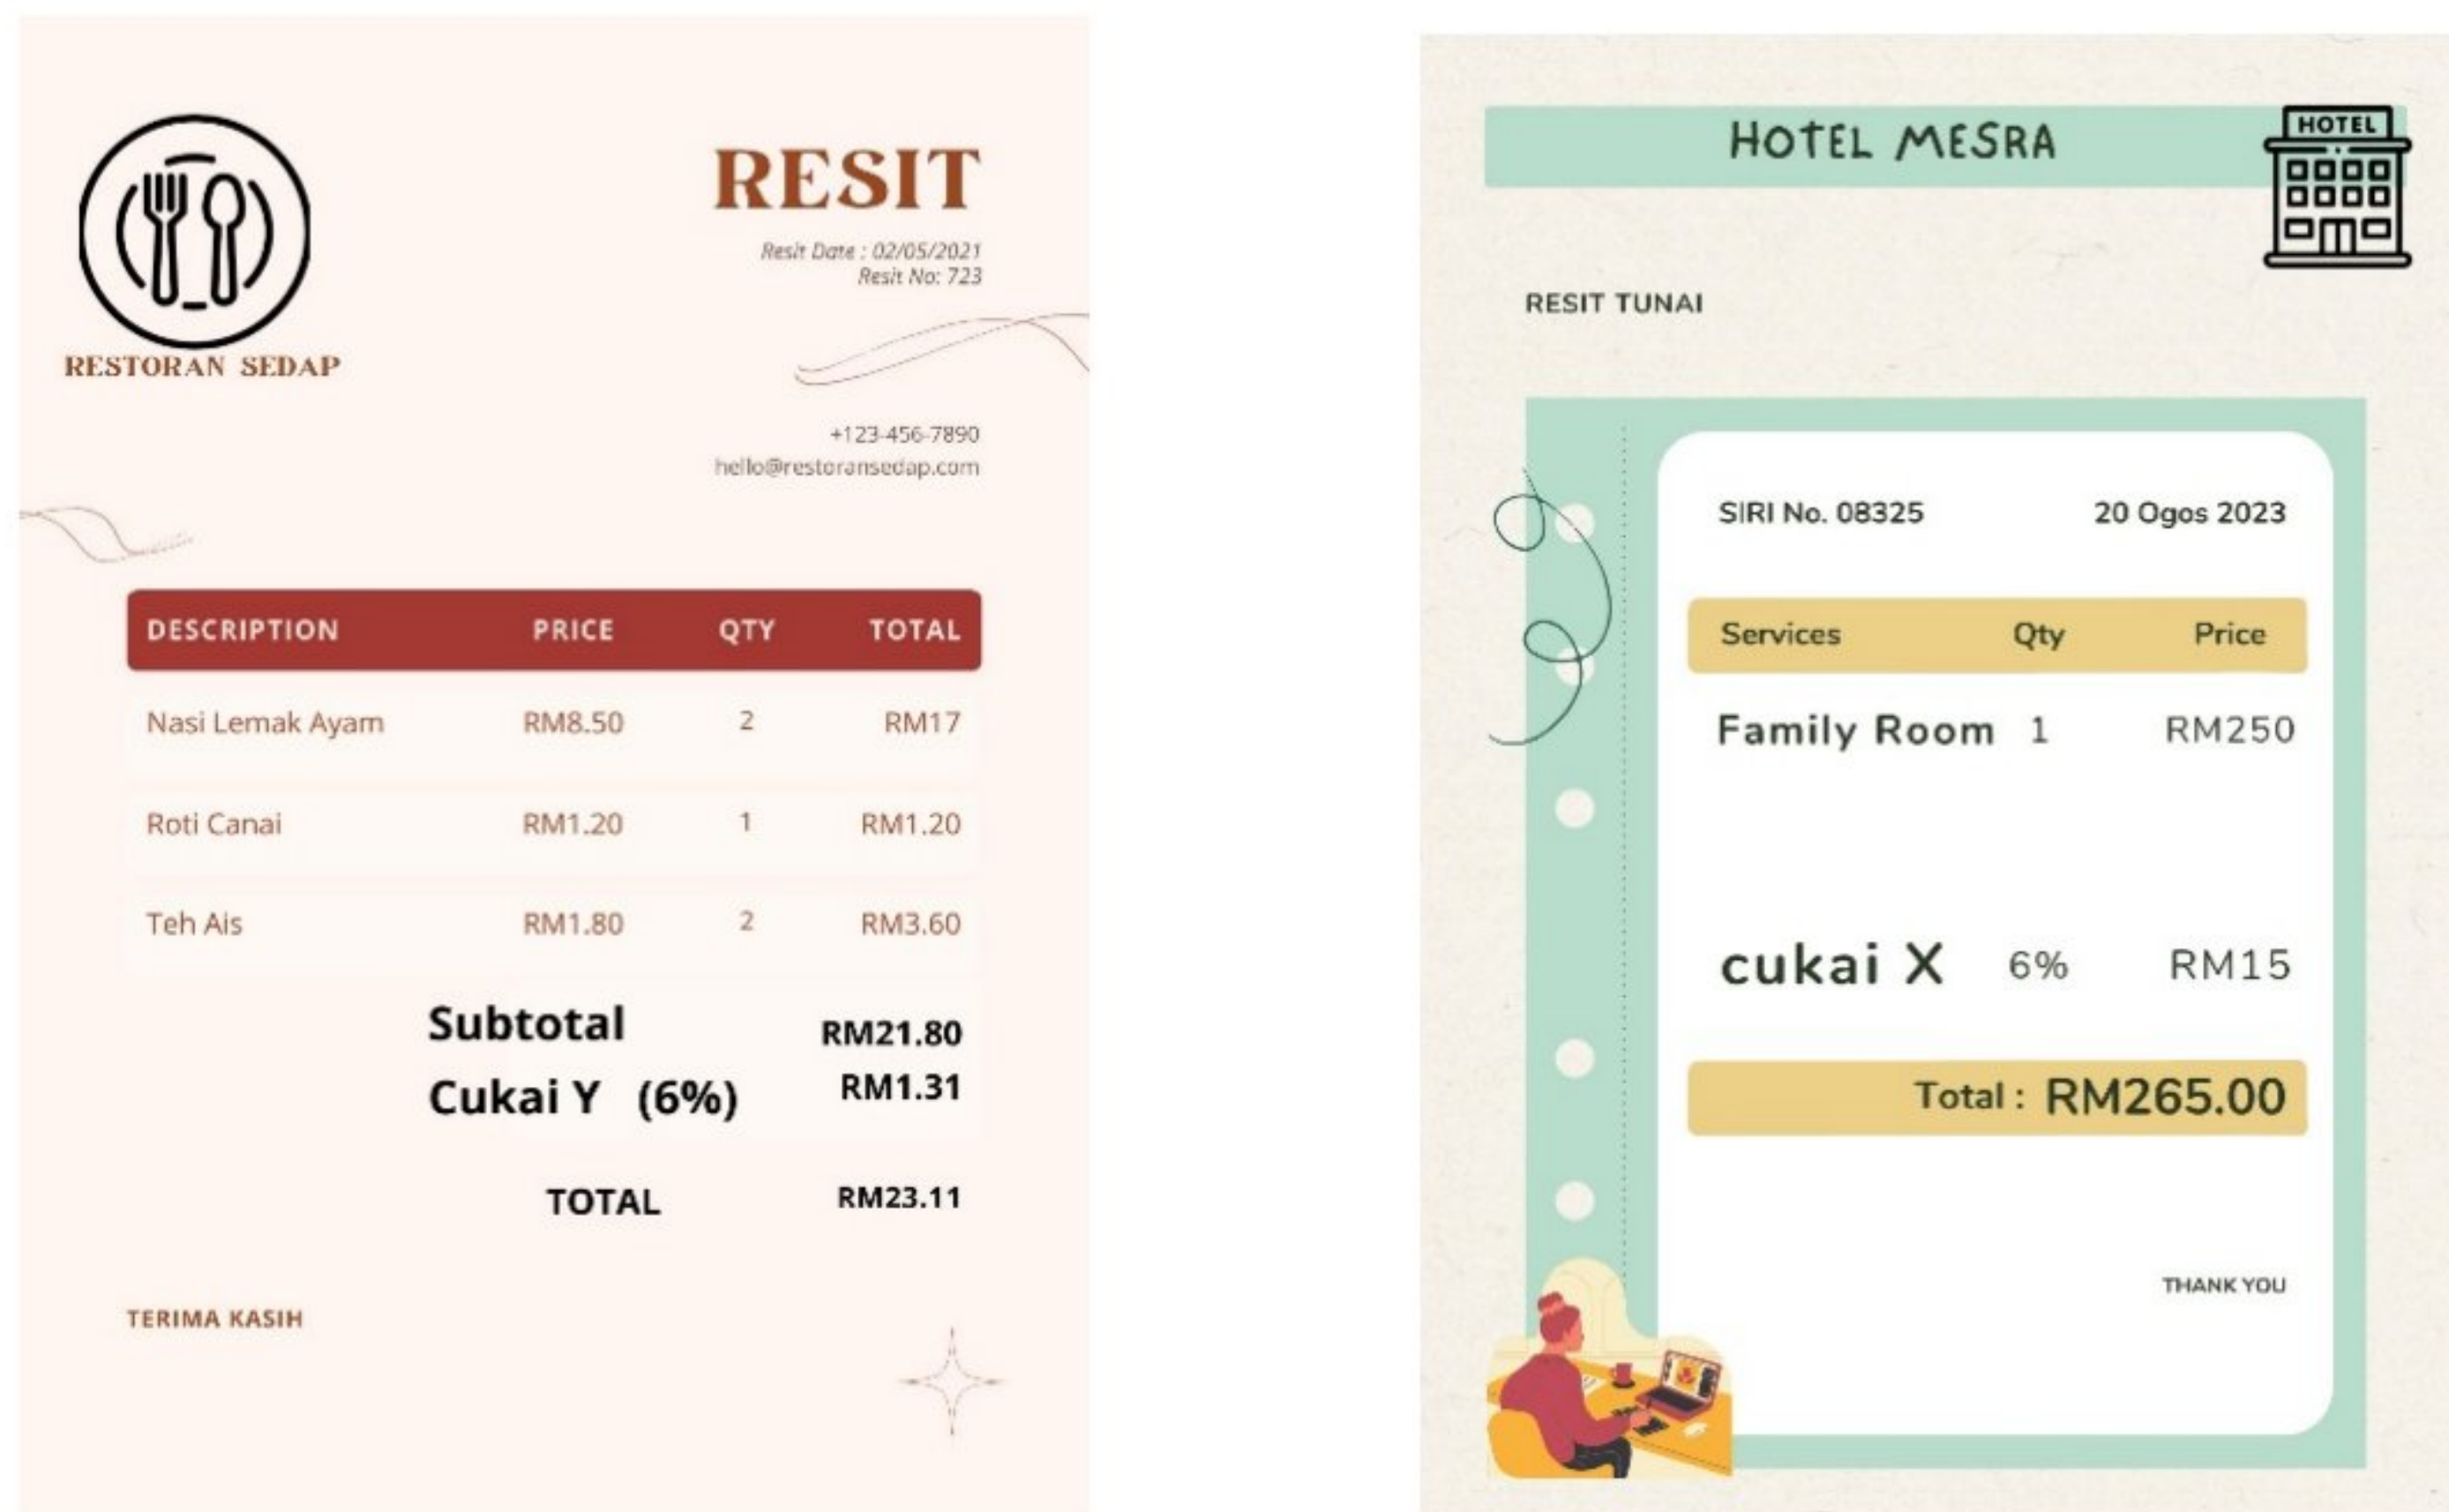 RESIT
Resit Date : 02/05/2021
Resit No: 723
RESTORAN SEDAP
+123-456-7890
hello@restoransedap.com
DESCRIPTION PRICE QTY TOTAL
Nasi Lemak Ayam RM8.50 2 RM17
Roti Canai RM1.20 1 RM1.20
Teh Ais RM1.80 2 RM3.60
Subtotal RM21.80
Cukai Y (6%) RM1.31
TOTAL RM23.11
TERIMA KASIH
HOTEL MESRA
HOTEL
RESIT TUNAI
SIRI No. 08325 20 Ogos 2023
Services Qty Price
Family Room 1 RM250
cukai X 6% RM15
Total : RM265.00
THANK YOU